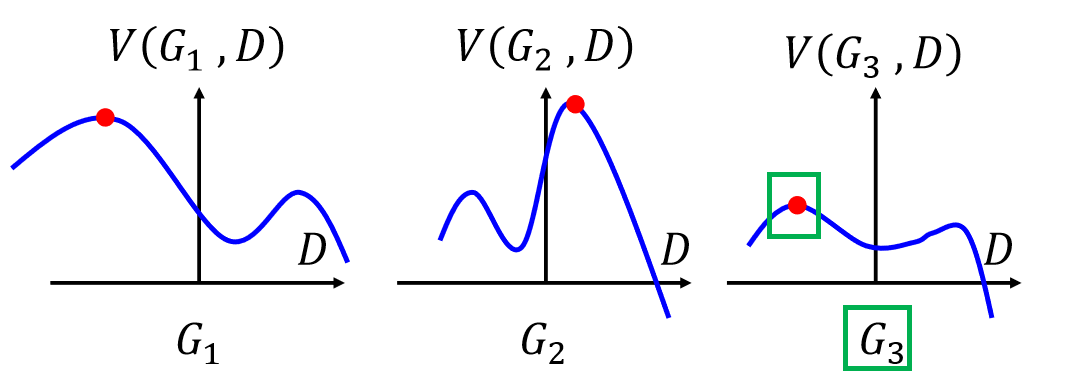 V(G₁ , D)
V(G₂ , D)
V(G₃ , D)
D
D
D
G₁
G₂
G₃